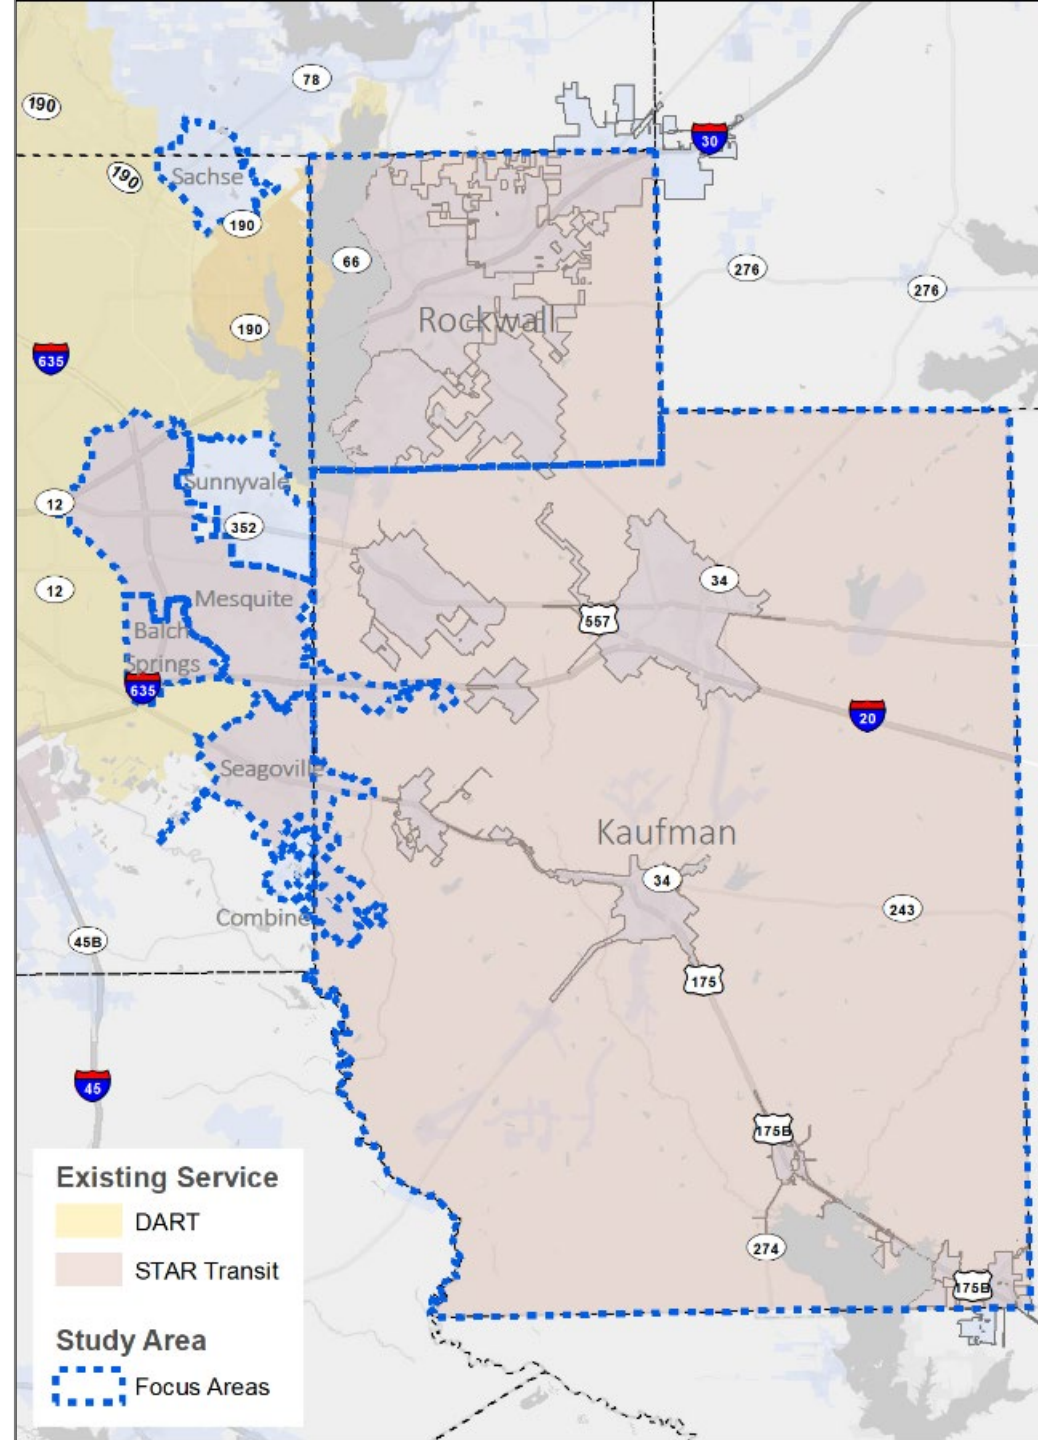 78
190
30
190
Sachse
190
66
276
276
Rockwall
190
635
Sunnyvale
12
352
34
12
Mesquite
557
Balch
Springs
635
20
Seagoville
Kaufman
34
243
Combine
45B
175
45
175B
Existing Service
DART
274
STAR Transit
175B
Study Area
Focus Areas